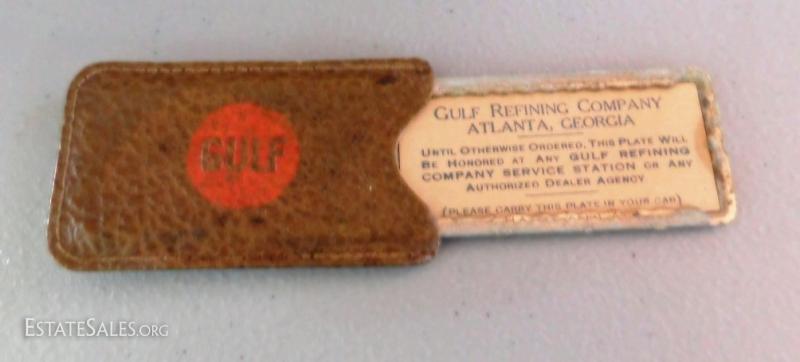 GULF
GULF REFINING COMPANY
ATLANTA, GEORGIA
UNTIL OTHERWISE ORDERED, THIS PLATE WILL
BE HONORED AT ANY GULF REFINING
COMPANY SERVICE STATION OR ANY
AUTHORIZED DEALER AGENCY
(PLEASE CARRY THIS PLATE IN YOUR CAR)
ESTATESALES.ORG